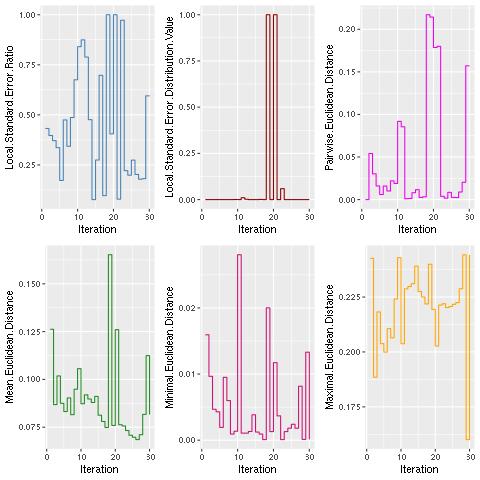 Local.Standard.Error.Ratio
1.00
0.75
0.50
0.25
0 10 20 30
Iteration
Local.Standard.Error.Distribution.Value
1.00
0.75
0.50
0.25
0.00
0 10 20 30
Iteration
Pairwise.Euclidean.Distance
0.20
0.15
0.10
0.05
0.00
0 10 20 30
Iteration
Mean.Euclidean.Distance
0.150
0.125
0.100
0.075
0 10 20 30
Iteration
Minimal.Euclidean.Distance
0.02
0.01
0.00
0 10 20 30
Iteration
Maximal.Euclidean.Distance
0.225
0.200
0.175
0 10 20 30
Iteration